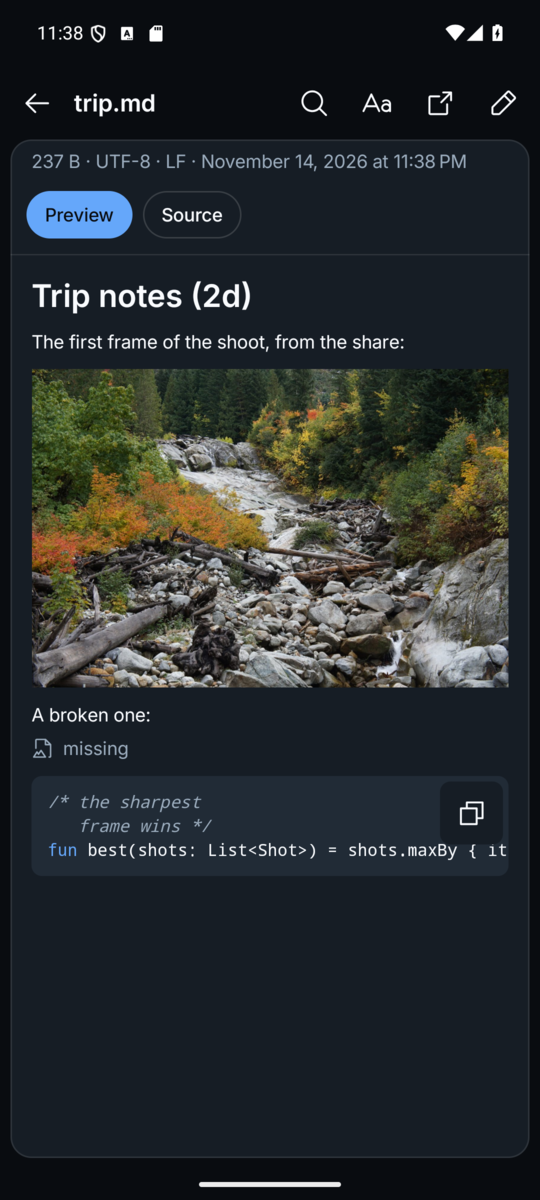 11:38
trip.md
Aa
237 B · UTF-8 · LF · November 14, 2026 at 11:38 PM
Preview
Source
Trip notes (2d)
The first frame of the shoot, from the share:
A broken one:
missing
/* the sharpest
frame wins */
fun best(shots: List<Shot>) = shots.maxBy { it